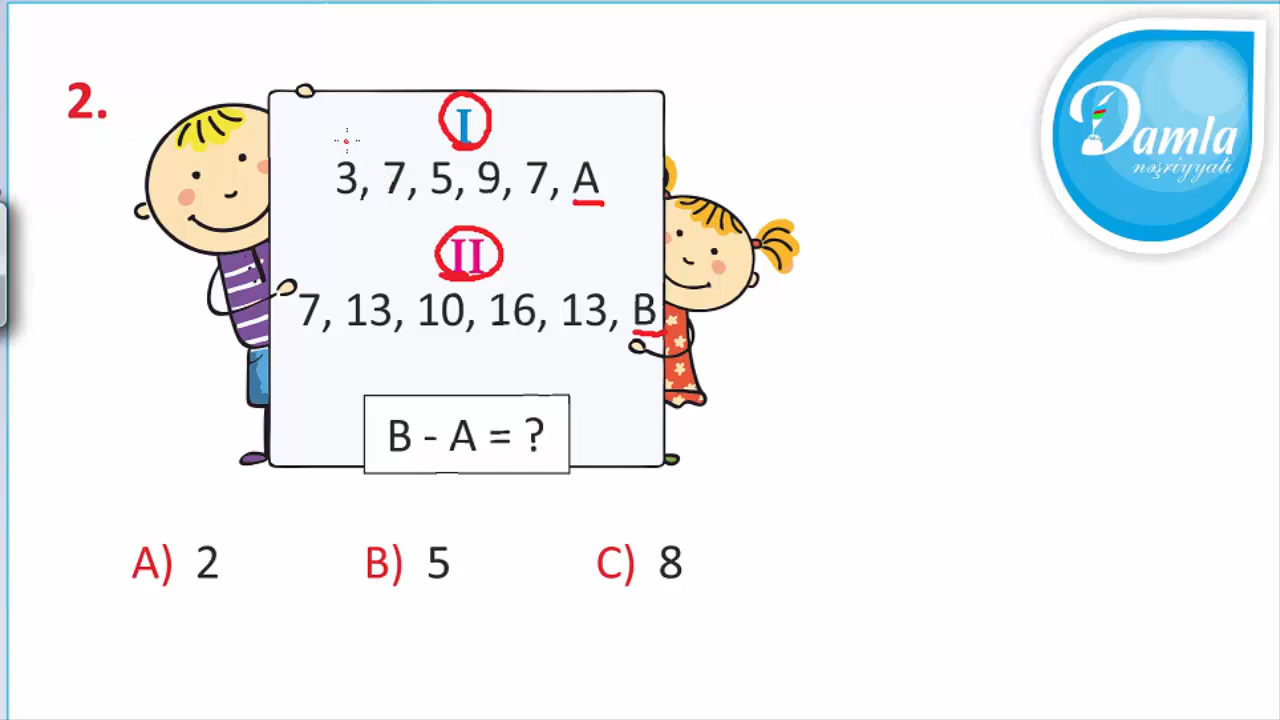 2.
I
3, 7, 5, 9, 7, A
II
7, 13, 10, 16, 13, B
B - A = ?
A) 2 B) 5 C) 8
Damla
nəşriyyatı